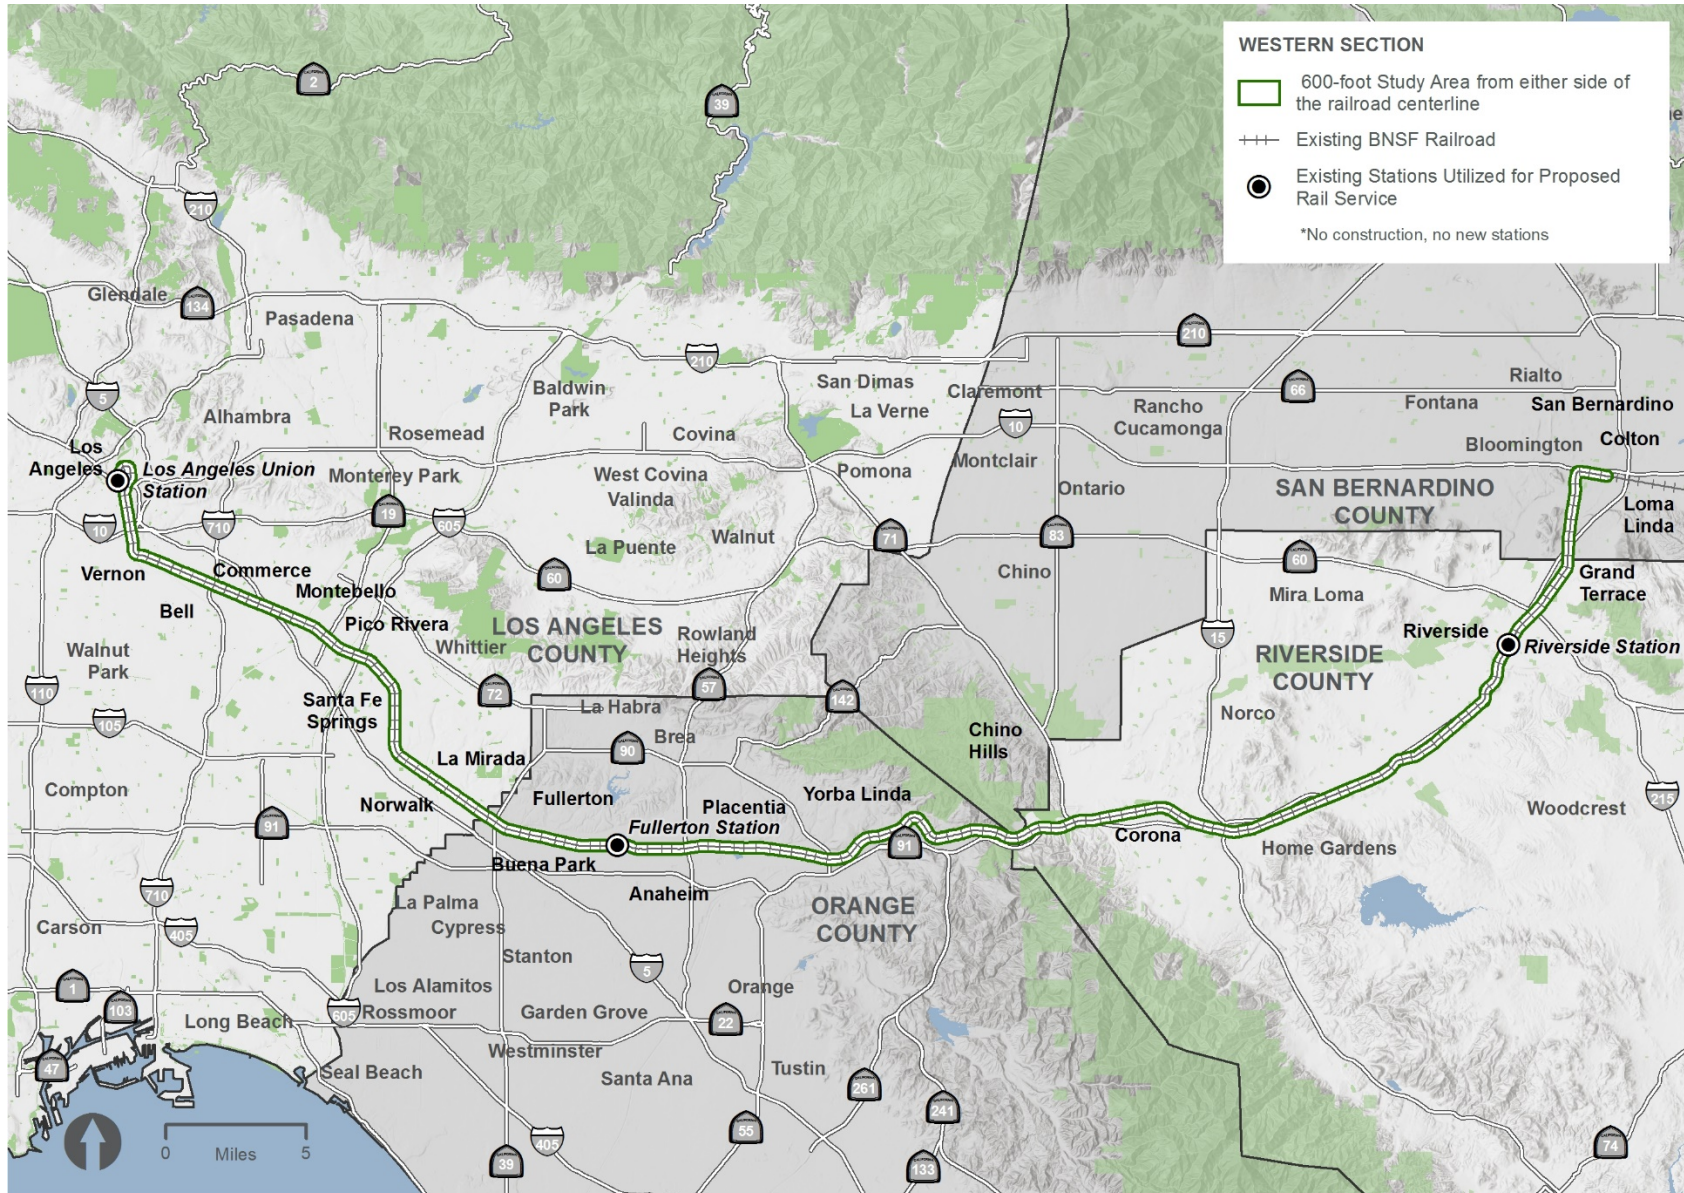 WESTERN SECTION
600-foot Study Area from either side of
the railroad centerline
Existing BNSF Railroad
Existing Stations Utilized for Proposed
Rail Service
*No construction, no new stations
2
39
210
Glendale
134
Pasadena
210
210
5
Alhambra
Baldwin
Park
San Dimas
La Verne
Claremont
Rancho
Cucamonga
66
Rialto
Fontana
San Bernardino
Los
Angeles
Los Angeles Union
Station
Rosemead
Monterey Park
Covina
West Covina
Valinda
Pomona
10
Montclair
Ontario
Bloomington
Colton
SAN BERNARDINO
COUNTY
Loma
Linda
10
710
19
605
La Puente
Walnut
71
83
60
Vernon
Commerce
Montebello
Bell
60
Chino
Mira Loma
Grand
Terrace
Pico Rivera
Whittier
LOS ANGELES
COUNTY
Rowland
Heights
15
Riverside
Riverside Station
RIVERSIDE
COUNTY
Walnut
Park
110
105
Santa Fe
Springs
72
La Habra
57
142
Brea
90
Chino
Hills
Norco
La Mirada
Compton
Norwalk
Fullerton
Placentia
Yorba Linda
Fullerton Station
91
Buena Park
91
Corona
Home Gardens
Woodcrest
215
Anaheim
710
La Palma
Cypress
ORANGE
COUNTY
Carson
405
Stanton
5
Orange
1
103
Los Alamitos
Rossmoor
605
Garden Grove
22
Long Beach
Westminster
47
Seal Beach
Santa Ana
Tustin
261
241
0
Miles
5
39
405
55
133
74